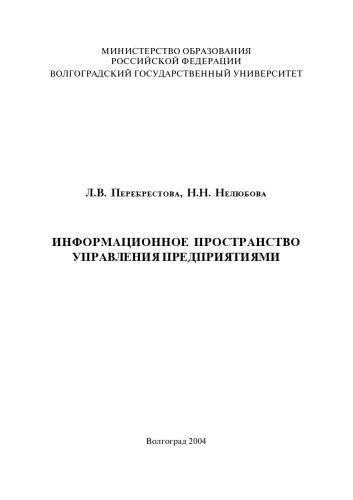 МИНИСТЕРСТВО ОБРАЗОВАНИЯ
РОССИЙСКОЙ ФЕДЕРАЦИИ
ВОЛГОГРАДСКИЙ ГОСУДАРСТВЕННЫЙ УНИВЕРСИТЕТ
Л.В. Перекрестова, Н.Н. Нелюбова
ИНФОРМАЦИОННОЕ ПРОСТРАНСТВО
УПРАВЛЕНИЯ ПРЕДПРИЯТИЯМИ
Волгоград 2004